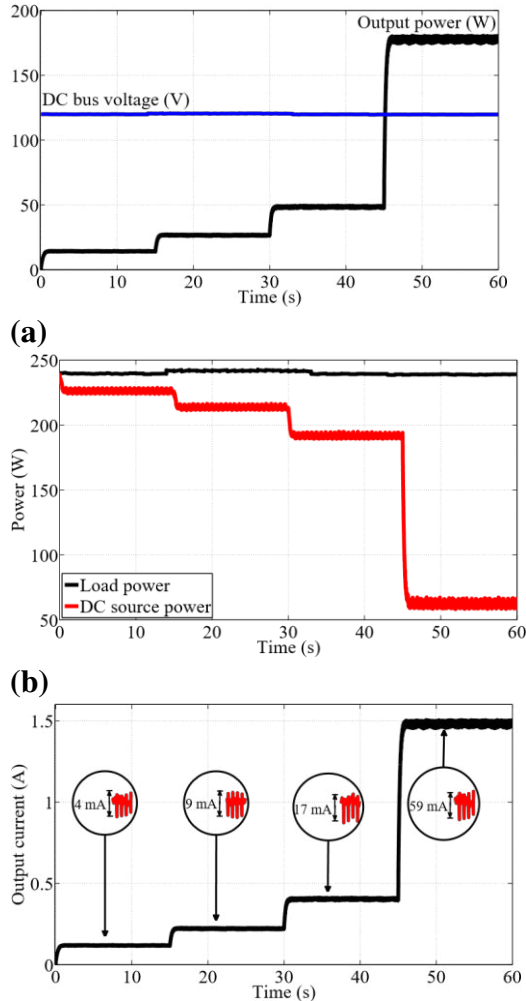 Output power (W)
DC bus voltage (V)
200
150
100
50
0
0 10 20 30 40 50 60
Time (s)
(a)
250
200
150
100
50
Power (W)
Load power
DC source power
0 10 20 30 40 50 60
Time (s)
(b)
1.5
1
0.5
0
Output current (A)
4 mA
9 mA
17 mA
59 mA
0 10 20 30 40 50 60
Time (s)